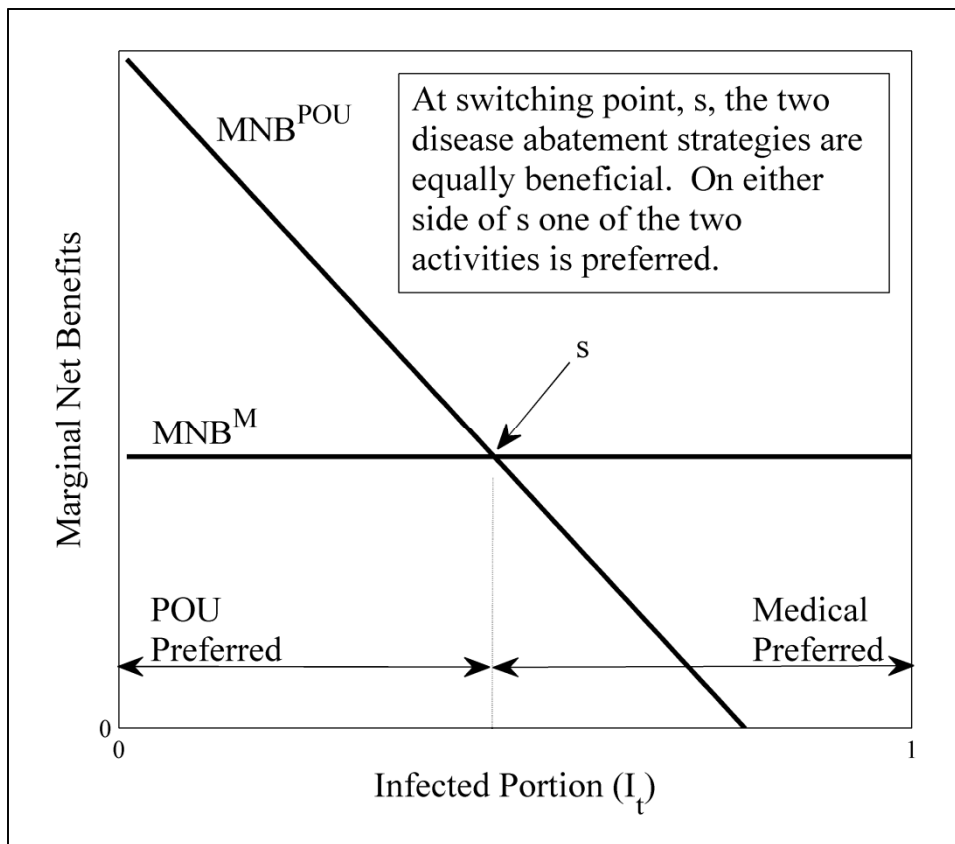 At switching point, s, the two
disease abatement strategies are
equally beneficial.  On either
side of s one of the two
activities is preferred.
MNB^POU
s
MNB^M
Marginal Net Benefits
POU
Preferred
Medical
Preferred
0
0
1
Infected Portion (I_t)